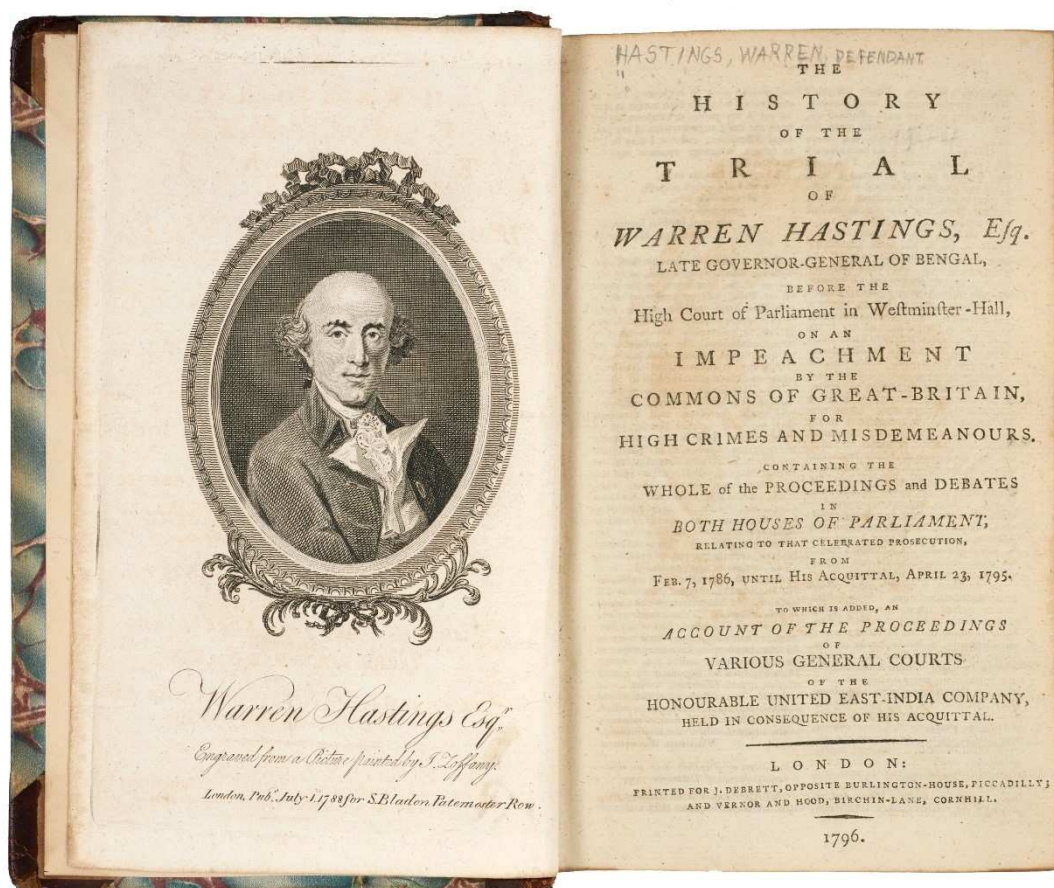 Warren Hastings Esqr.
Engraved from a Picture painted by J. Zoffany.
London, Pubd. July 1. 1788 for S. Bladon Paternoster Row.
HASTINGS, WARREN, DEFENDANT
THE
HISTORY
OF THE
TRIAL
OF
WARREN HASTINGS, Eſq.
LATE GOVERNOR-GENERAL OF BENGAL,
BEFORE THE
High Court of Parliament in Weſtminſter-Hall,
ON AN
IMPEACHMENT
BY THE
COMMONS OF GREAT-BRITAIN,
FOR
HIGH CRIMES AND MISDEMEANOURS.
CONTAINING THE
WHOLE of the PROCEEDINGS and DEBATES
IN
BOTH HOUSES OF PARLIAMENT,
RELATING TO THAT CELEBRATED PROSECUTION,
FROM
FEB. 7, 1786, UNTIL HIS ACQUITTAL, APRIL 23, 1795.
TO WHICH IS ADDED, AN
ACCOUNT OF THE PROCEEDINGS
OF
VARIOUS GENERAL COURTS
OF THE
HONOURABLE UNITED EAST-INDIA COMPANY,
HELD IN CONSEQUENCE OF HIS ACQUITTAL.
LONDON:
PRINTED FOR J. DEBRETT, OPPOSITE BURLINGTON-HOUSE, PICCADILLY;
AND VERNOR AND HOOD, BIRCHIN-LANE, CORNHILL.
1796.